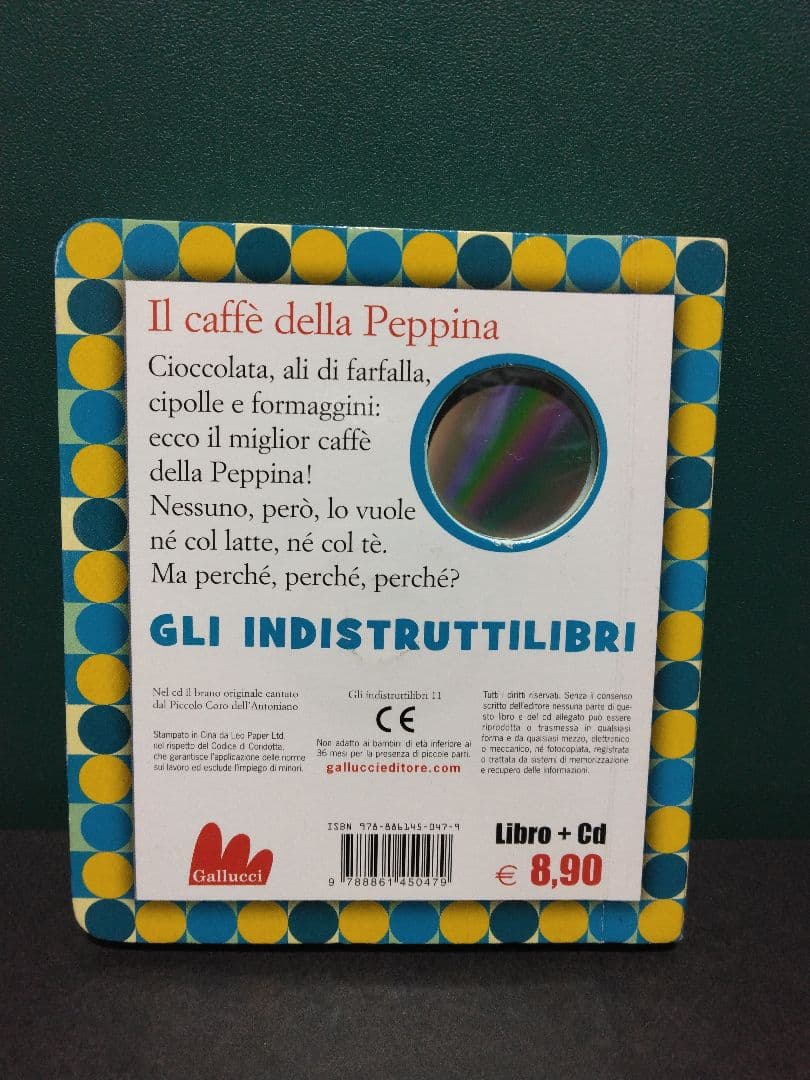 Il caffè della Peppina
Cioccolata, ali di farfalla,
cipolle e formaggini:
ecco il miglior caffè
della Peppina!
Nessuno, però, lo vuole
né col latte, né col tè.
Ma perché, perché, perché?
GLI INDISTRUTTILIBRI
Nel cd il brano originale cantato
dal Piccolo Coro dell'Antoniano
Stampato in Cina da Leo Paper Ltd.
nel rispetto del Codice di Condotta,
che garantisce l'applicazione delle norme
sul lavoro ed esclude l'impiego di minori.
Gli indistruttilibri 11
CE
Non adatto ai bambini di età inferiore ai
36 mesi per la presenza di piccole parti.
galluccieditore.com
Tutti i diritti riservati. Senza il consenso
scritto dell'editore nessuna parte di que-
sto libro e del cd allegato può essere
riprodotta o trasmessa in qualsiasi
forma e da qualsiasi mezzo, elettronico
o meccanico, né fotocopiata, registrata
o trattata da sistemi di memorizzazione
e recupero delle informazioni.
Gallucci
ISBN 978-886145-047-9
9 788861 450479
Libro + Cd
€ 8,90